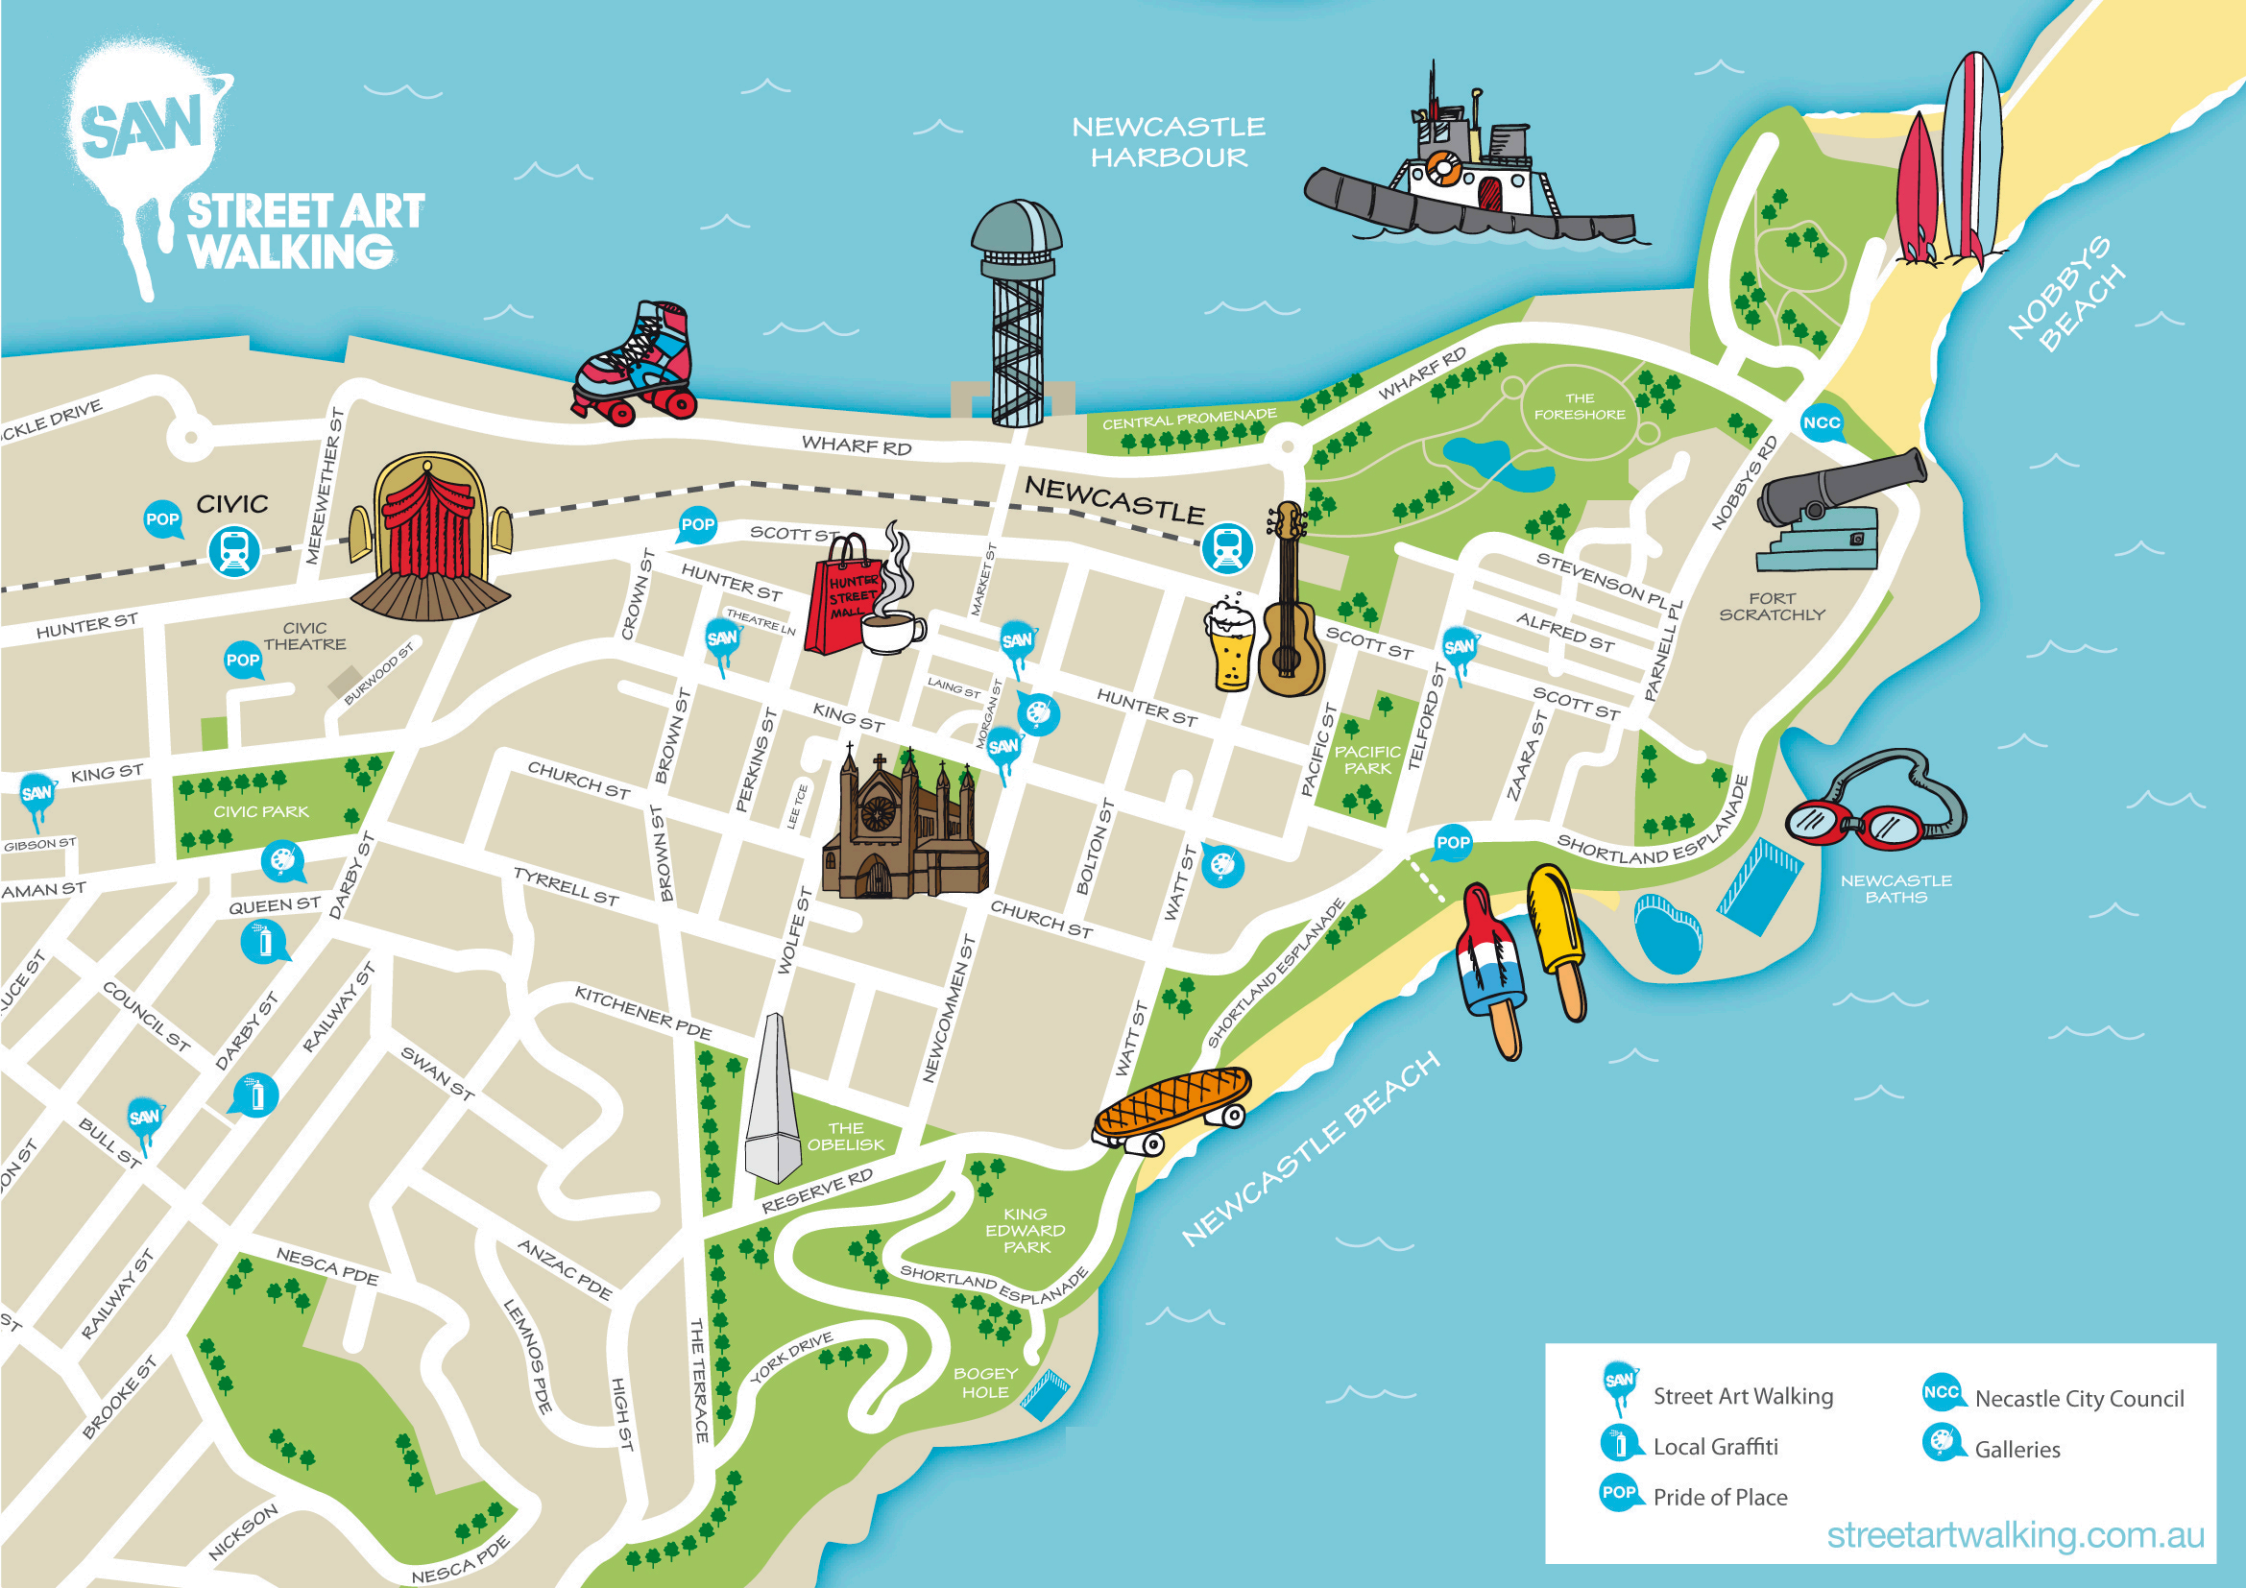 SAW
STREET ART
WALKING
NEWCASTLE
HARBOUR
NOBBYS
BEACH
CKLE DRIVE
MEREWETHER ST
WHARF RD
CENTRAL PROMENADE
WHARF RD
THE
FORESHORE
NCC
NOBBYS RD
POP
CIVIC
NEWCASTLE
POP
SCOTT ST
HUNTER
STREET
MALL
MARKET ST
CROWN ST
HUNTER ST
THEATRE LN
SAW
SAW
STEVENSON PL
ALFRED ST
PARNELL PL
FORT
SCRATCHLY
HUNTER ST
CIVIC
THEATRE
POP
BURWOOD ST
SCOTT ST
SAW
TELFORD ST
SCOTT ST
ZAARA ST
LAING ST
MORGAN ST
HUNTER ST
SAW
KING ST
BROWN ST
PERKINS ST
PACIFIC ST
PACIFIC
PARK
KING ST
SAW
GIBSON ST
CIVIC PARK
CHURCH ST
LEE TCE
BROWN ST
BOLTON ST
WATT ST
POP
SHORTLAND ESPLANADE
NEWCASTLE
BATHS
AMAN ST
QUEEN ST
DARBY ST
TYRRELL ST
WOLFE ST
CHURCH ST
SHORTLAND ESPLANADE
UCE ST
COUNCIL ST
DARBY ST
RAILWAY ST
KITCHENER PDE
NEWCOMMEN ST
WATT ST
SWAN ST
NEWCASTLE BEACH
SAW
BULL ST
ON ST
THE
OBELISK
RESERVE RD
KING
EDWARD
PARK
SHORTLAND ESPLANADE
NESCA PDE
ANZAC PDE
RAILWAY ST
ST
LEMNOS PDE
THE TERRACE
YORK DRIVE
BOGEY
HOLE
BROOKE ST
HIGH ST
NICKSON
NESCA PDE
SAW
Street Art Walking
NCC
Necastle City Council
Local Graffiti
Galleries
POP
Pride of Place
streetartwalking.com.au